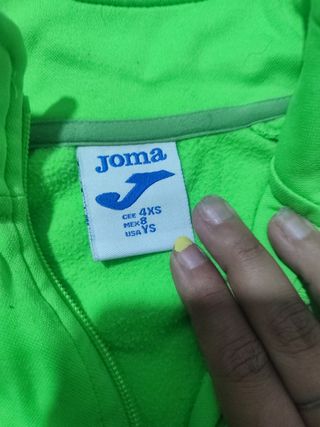 Joma
CEE 4XS
MEX 8
USA YS